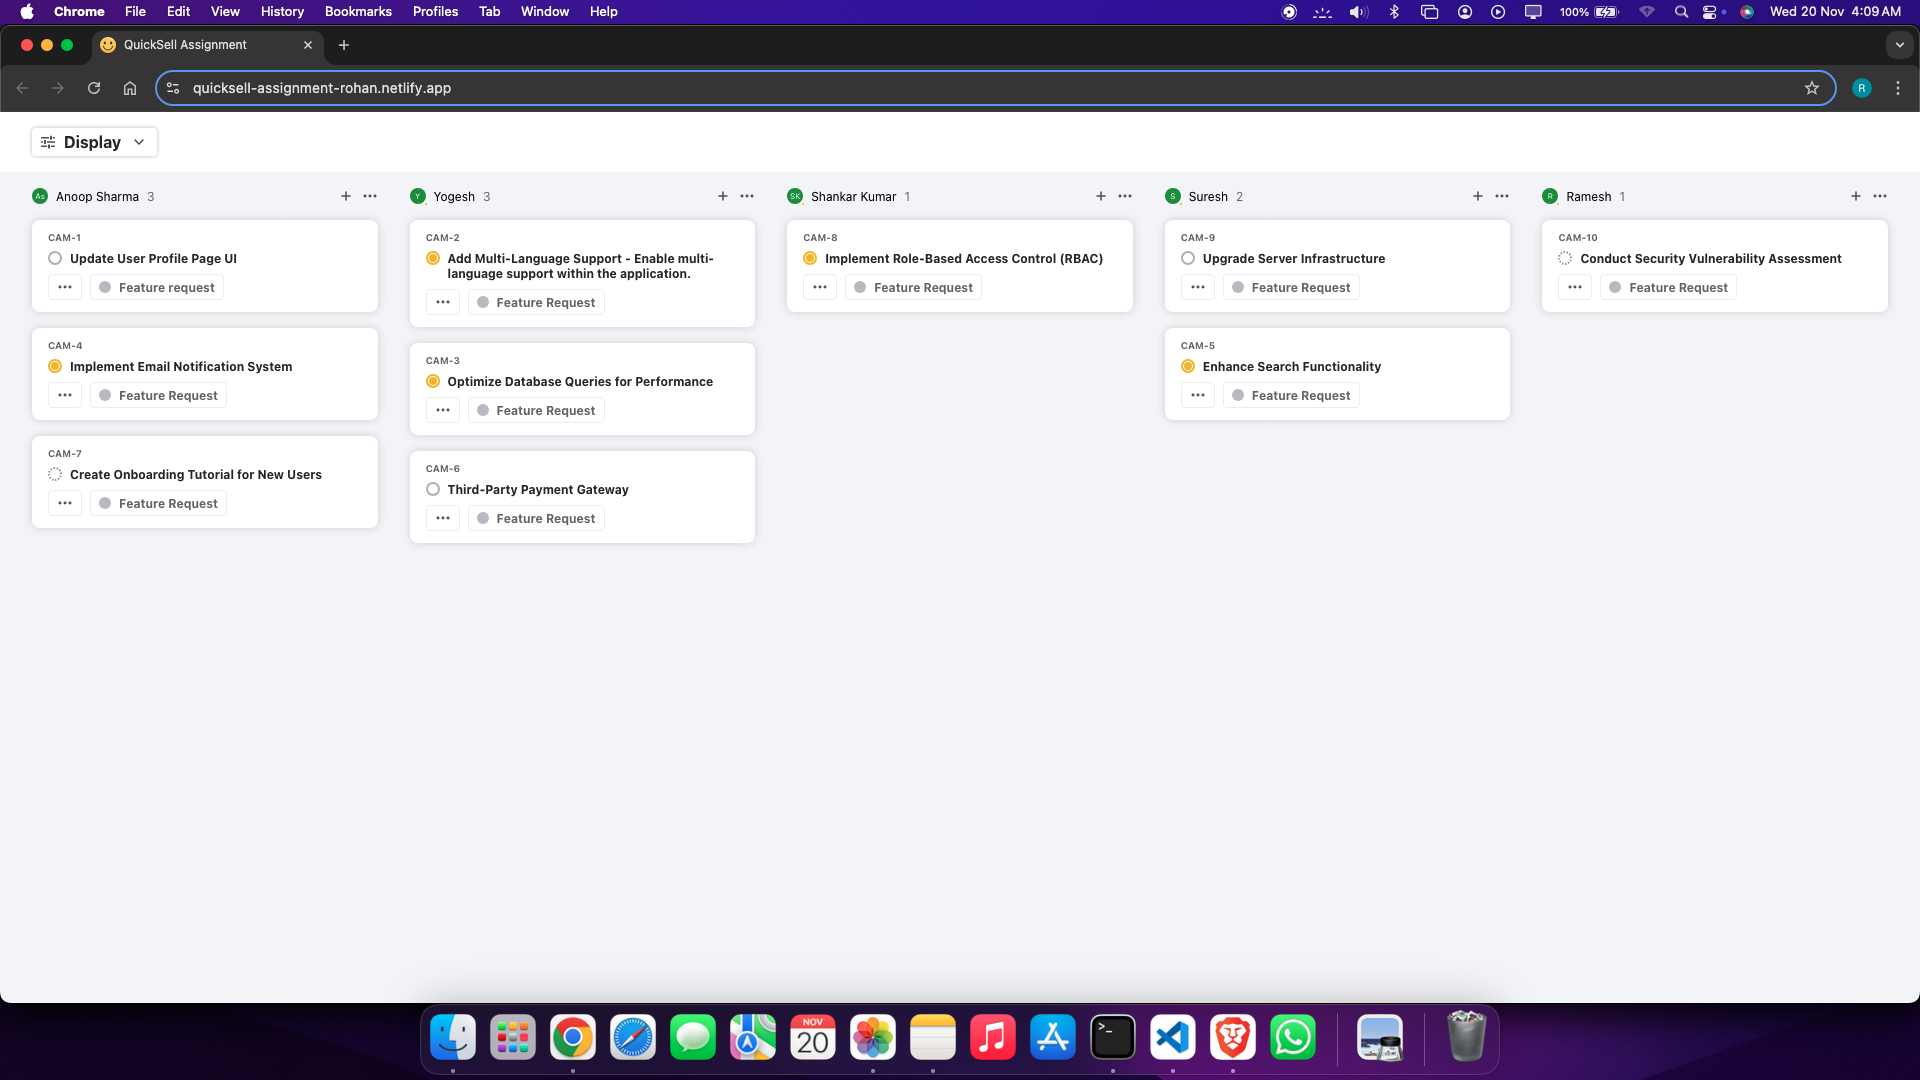 Chrome File Edit View History Bookmarks Profiles Tab Window Help 100% Wed 20 Nov 4:09 AM
QuickSell Assignment
quicksell-assignment-rohan.netlify.app R
Display
As Anoop Sharma 3
CAM-1
Update User Profile Page UI
Feature request
CAM-4
Implement Email Notification System
Feature Request
CAM-7
Create Onboarding Tutorial for New Users
Feature Request
Y Yogesh 3
CAM-2
Add Multi-Language Support - Enable multi-
language support within the application.
Feature Request
CAM-3
Optimize Database Queries for Performance
Feature Request
CAM-6
Third-Party Payment Gateway
Feature Request
SK Shankar Kumar 1
CAM-8
Implement Role-Based Access Control (RBAC)
Feature Request
S Suresh 2
CAM-9
Upgrade Server Infrastructure
Feature Request
CAM-5
Enhance Search Functionality
Feature Request
R Ramesh 1
CAM-10
Conduct Security Vulnerability Assessment
Feature Request
NOV
20